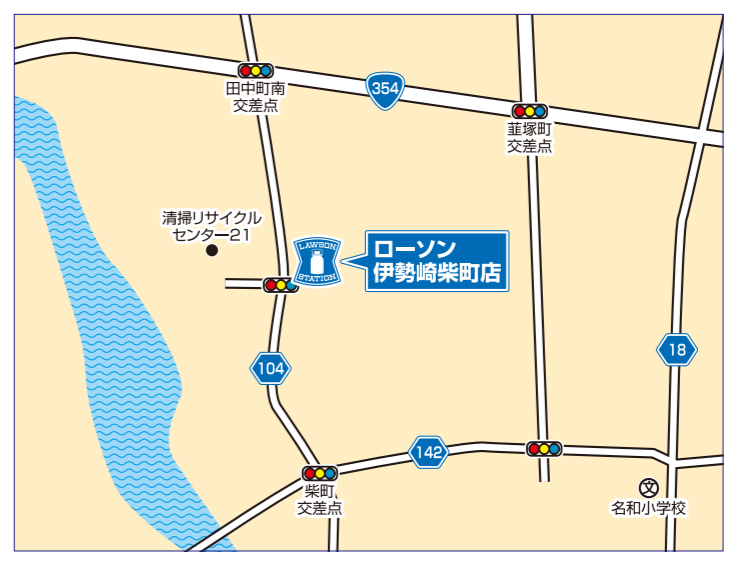 田中町南
交差点
354
韮塚町
交差点
清掃リサイクル
センター21
LAWSON
STATION
ローソン
伊勢崎柴町店
18
104
142
柴町
交差点
文
名和小学校